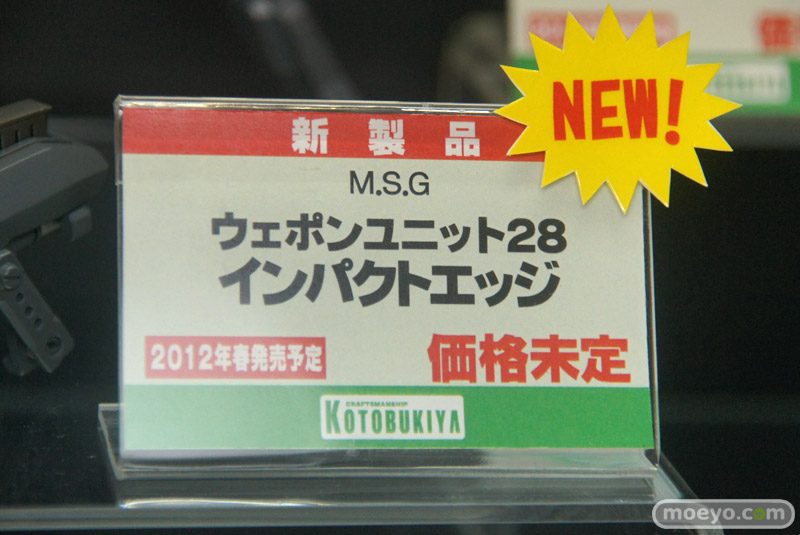 新製品
NEW!
M.S.G
ウェポンユニット28
インパクトエッジ
2012年春発売予定
価格未定
CRAFTSMANSHIP
KOTOBUKIYA
moeyo.com